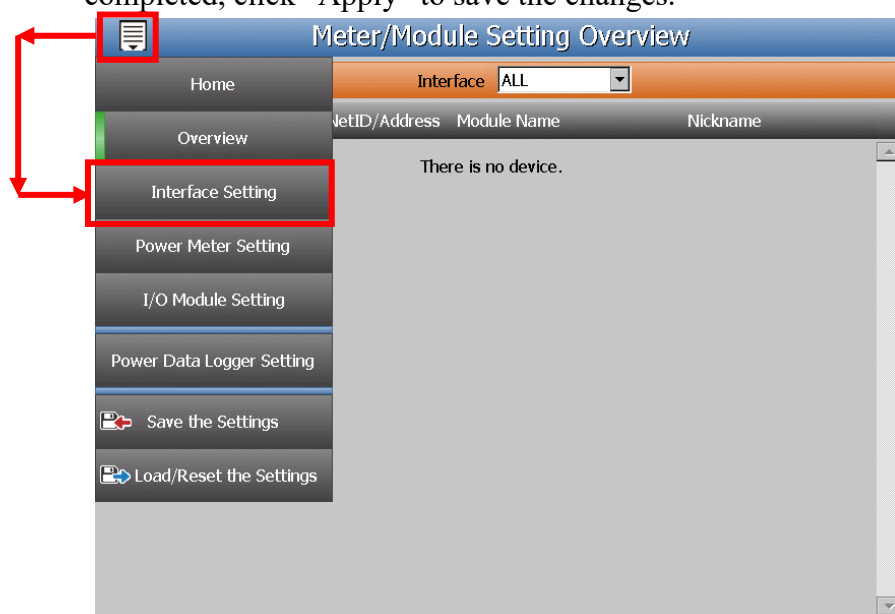 completed, click "Apply" to save the changes.
Meter/Module Setting Overview
Home
Interface ALL
NetID/Address Module Name Nickname
Overview
There is no device.
Interface Setting
Power Meter Setting
I/O Module Setting
Power Data Logger Setting
Save the Settings
Load/Reset the Settings